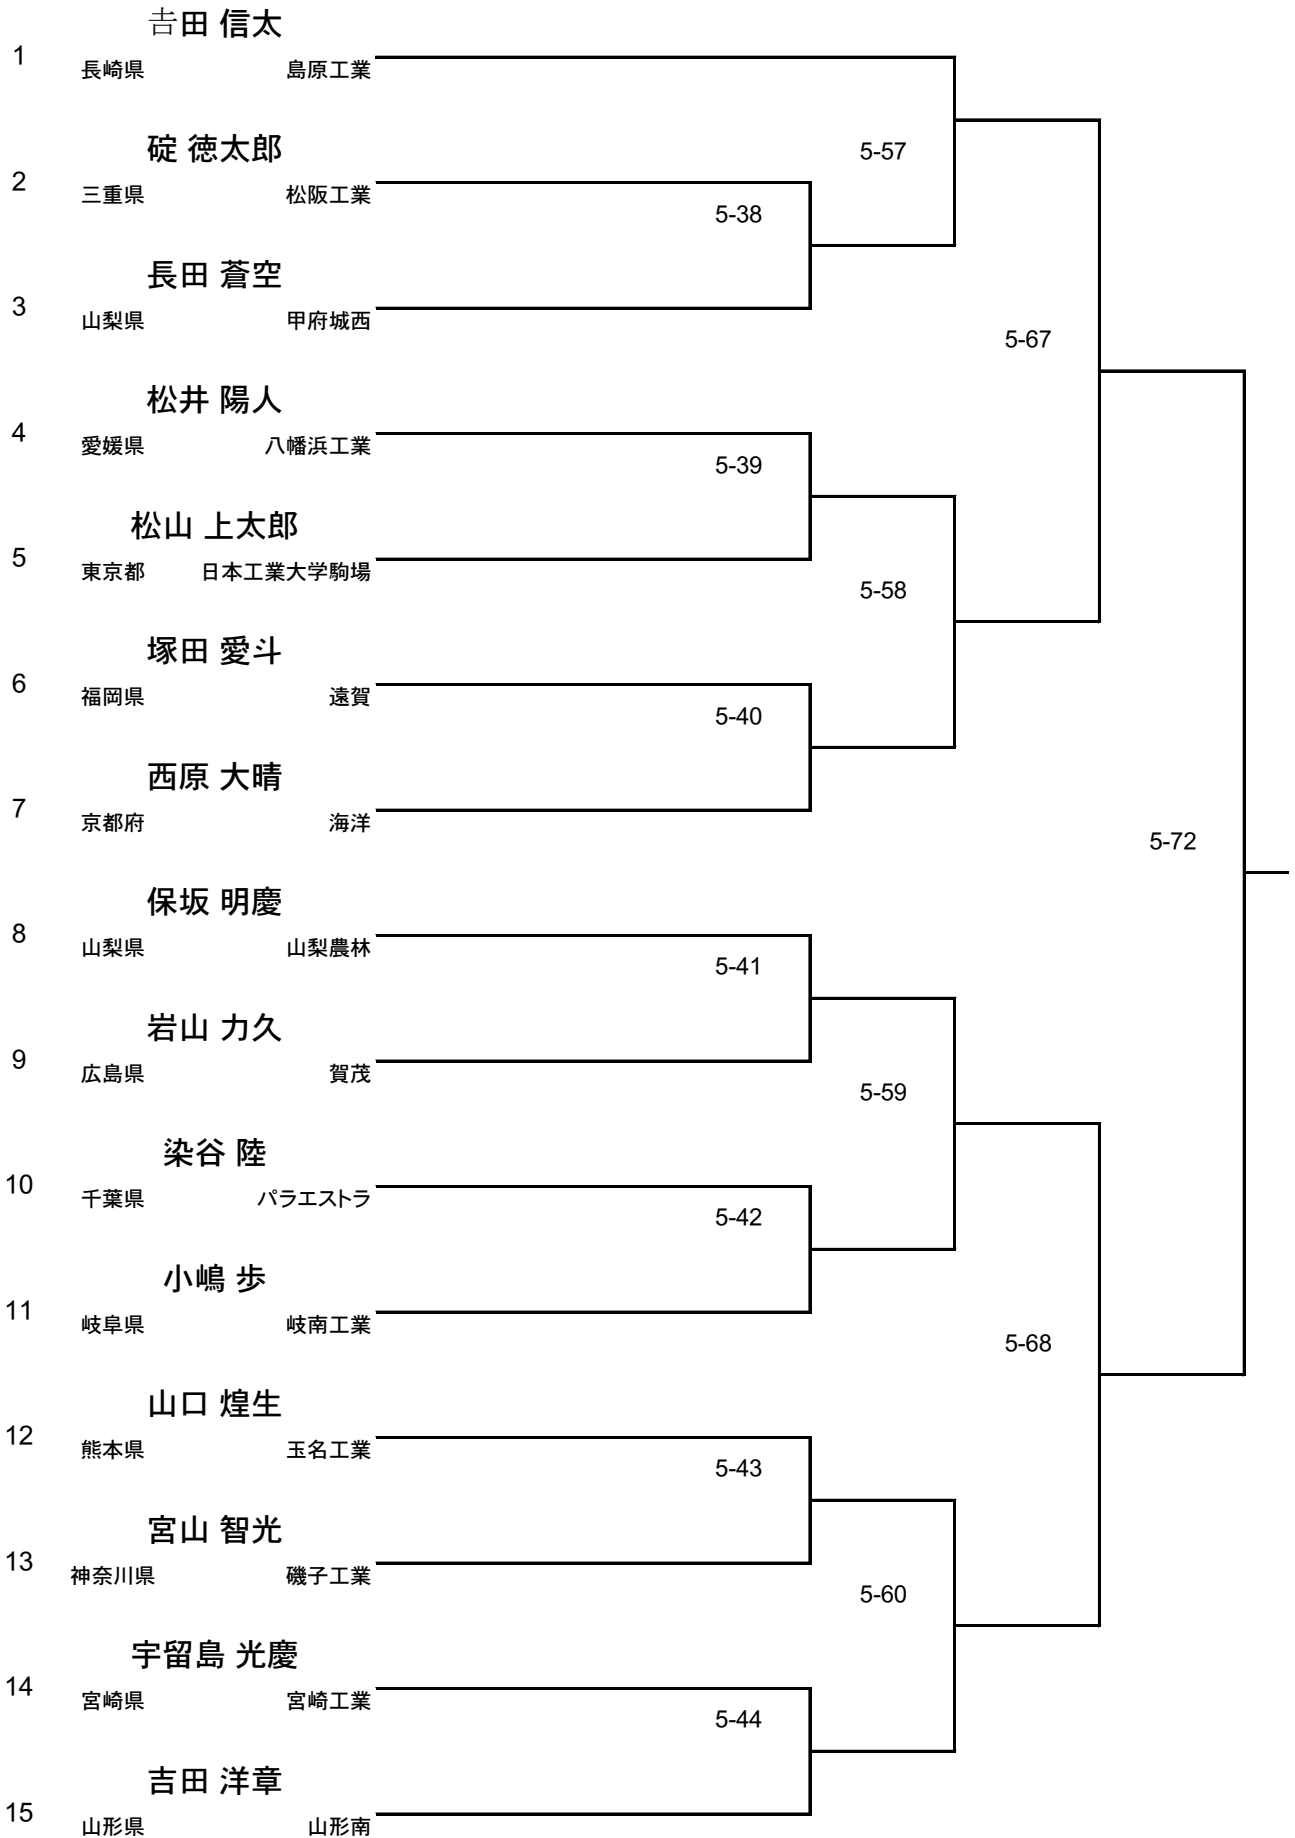 𠮷田 信太
1
長崎県 島原工業
碇 徳太郎
5-57
2
三重県 松阪工業
5-38
長田 蒼空
3
山梨県 甲府城西
5-67
松井 陽人
4
愛媛県 八幡浜工業
5-39
松山 上太郎
5
東京都 日本工業大学駒場
5-58
塚田 愛斗
6
福岡県 遠賀
5-40
西原 大晴
7
京都府 海洋
5-72
保坂 明慶
8
山梨県 山梨農林
5-41
岩山 力久
9
広島県 賀茂
5-59
染谷 陸
10
千葉県 パラエストラ
5-42
小嶋 歩
11
岐阜県 岐南工業
5-68
山口 煌生
12
熊本県 玉名工業
5-43
宮山 智光
13
神奈川県 磯子工業
5-60
宇留島 光慶
14
宮崎県 宮崎工業
5-44
吉田 洋章
15
山形県 山形南